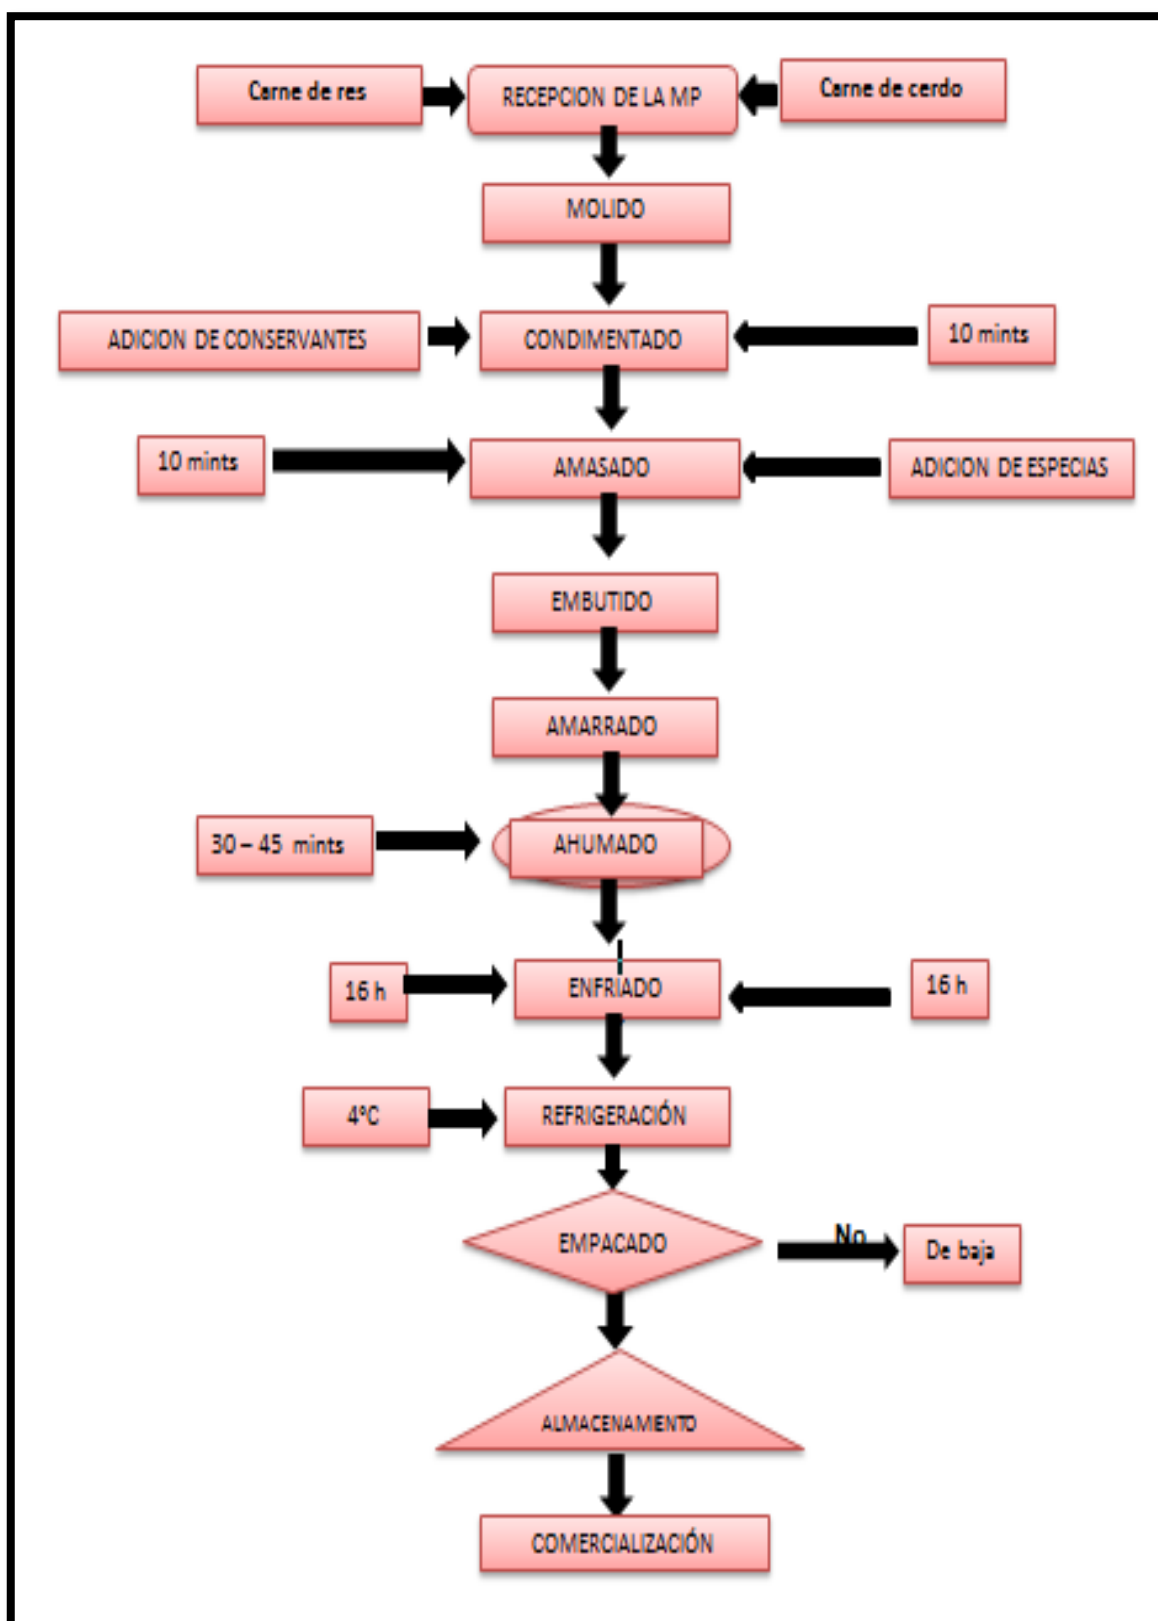 Carne de res
RECEPCION DE LA MP
Carne de cerdo
MOLIDO
ADICION DE CONSERVANTES
CONDIMENTADO
10 mints
10 mints
AMASADO
ADICION DE ESPECIAS
EMBUTIDO
AMARRADO
30 – 45 mints
AHUMADO
16 h
ENFRIADO
16 h
4ºC
REFRIGERACIÓN
EMPACADO
No
De baja
ALMACENAMIENTO
COMERCIALIZACIÓN